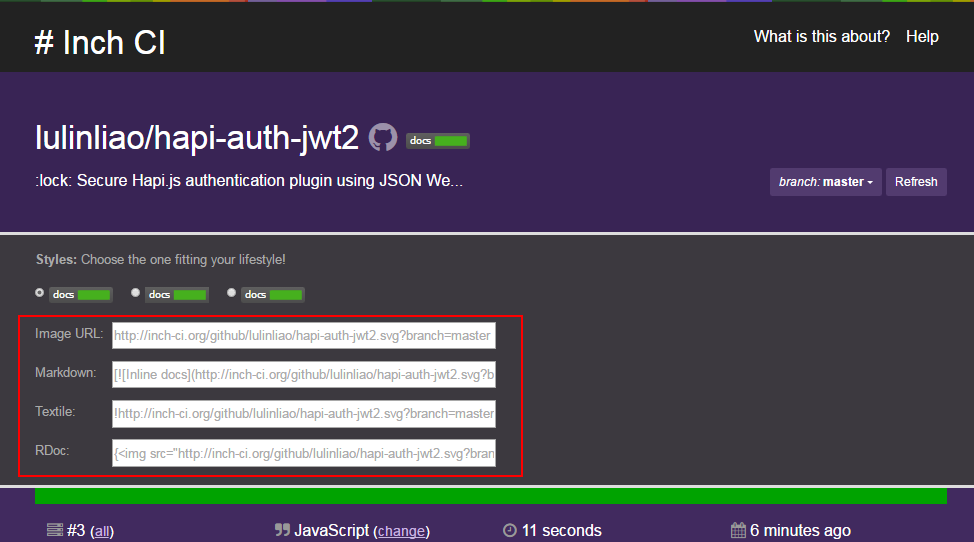 # Inch CI
What is this about? Help
lulinliao/hapi-auth-jwt2 docs
:lock: Secure Hapi.js authentication plugin using JSON We...
branch: master Refresh
Styles: Choose the one fitting your lifestyle!
docs docs docs
Image URL: http://inch-ci.org/github/lulinliao/hapi-auth-jwt2.svg?branch=master
Markdown: [![Inline docs](http://inch-ci.org/github/lulinliao/hapi-auth-jwt2.svg?b
Textile: !http://inch-ci.org/github/lulinliao/hapi-auth-jwt2.svg?branch=master
RDoc: {<img src="http://inch-ci.org/github/lulinliao/hapi-auth-jwt2.svg?bran
#3 (all) JavaScript (change) 11 seconds 6 minutes ago